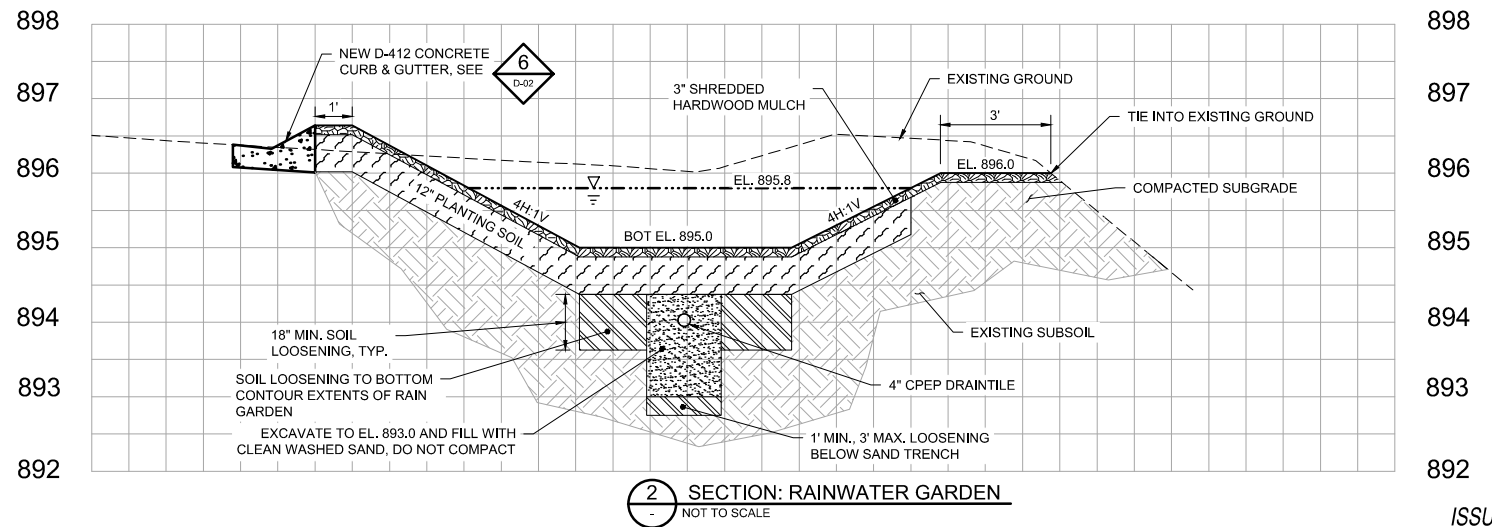 898
898
NEW D-412 CONCRETE
CURB & GUTTER, SEE
6
D-02
EXISTING GROUND
3" SHREDDED
HARDWOOD MULCH
897
897
1'
3'
TIE INTO EXISTING GROUND
896
896
EL. 896.0
EL. 895.8
COMPACTED SUBGRADE
12" PLANTING SOIL
4H:1V
4H:1V
895
895
BOT EL. 895.0
894
894
18" MIN. SOIL
LOOSENING, TYP.
EXISTING SUBSOIL
SOIL LOOSENING TO BOTTOM
CONTOUR EXTENTS OF RAIN
GARDEN
893
893
4" CPEP DRAINTILE
EXCAVATE TO EL. 893.0 AND FILL WITH
CLEAN WASHED SAND, DO NOT COMPACT
1' MIN., 3' MAX. LOOSENING
BELOW SAND TRENCH
892
892
2
-
SECTION: RAINWATER GARDEN
NOT TO SCALE
ISSU